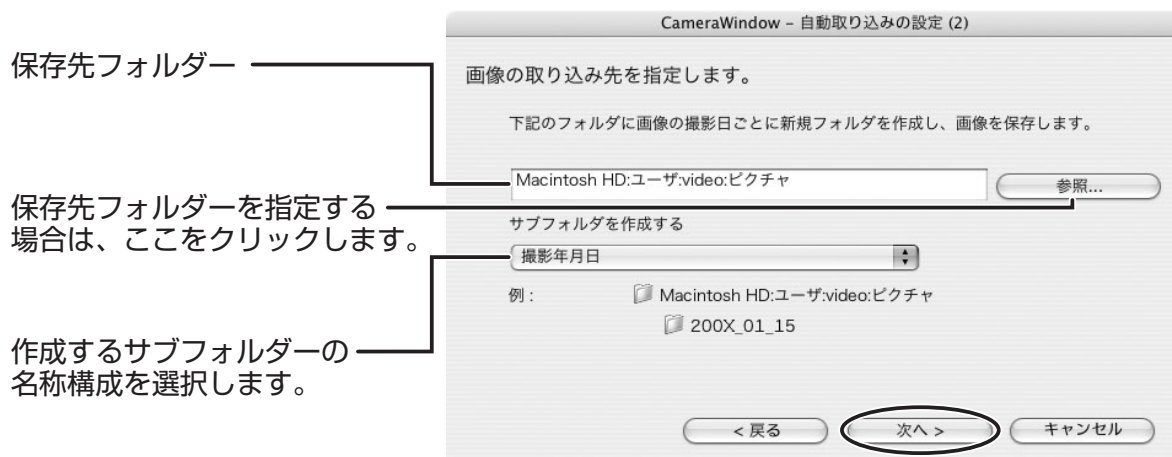 CameraWindow – 自動取り込みの設定 (2)
保存先フォルダー
画像の取り込み先を指定します。
下記のフォルダに画像の撮影日ごとに新規フォルダを作成し、画像を保存します。
Macintosh HD:ユーザ:video:ピクチャ
参照...
保存先フォルダーを指定する
場合は、ここをクリックします。
サブフォルダを作成する
撮影年月日
例 :
Macintosh HD:ユーザ:video:ピクチャ
200X_01_15
作成するサブフォルダーの
名称構成を選択します。
< 戻る
次へ >
キャンセル